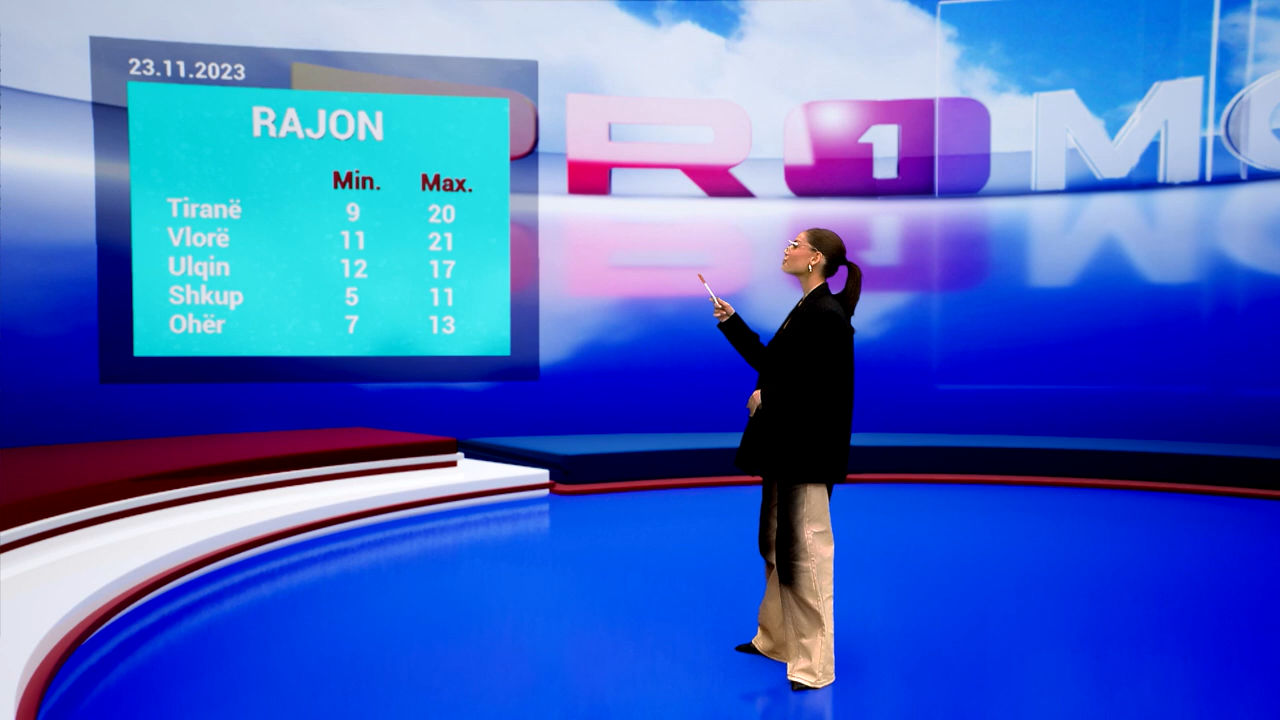 23.11.2023
RAJON
Min. Max.
Tiranë 9 20
Vlorë 11 21
Ulqin 12 17
Shkup 5 11
Ohër 7 13
R 1 M